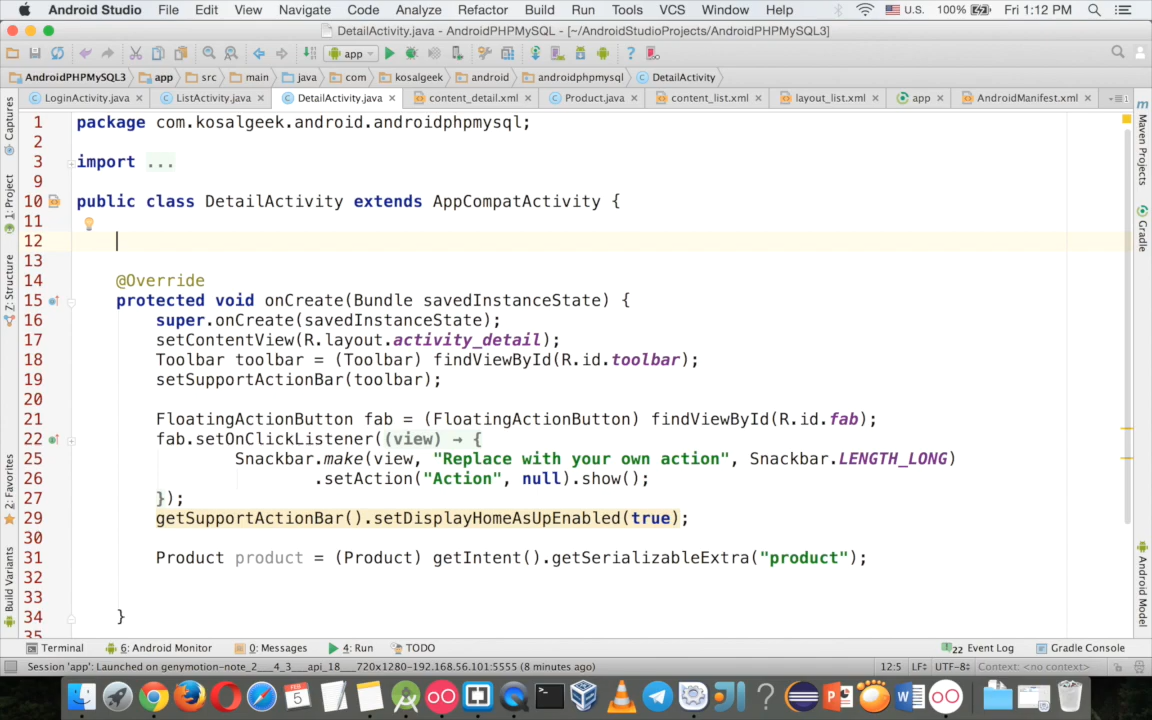 Android Studio File Edit View Navigate Code Analyze Refactor Build Run Tools VCS Window Help U.S. 100% Fri 1:12 PM
DetailActivity.java - AndroidPHPMySQL - [~/AndroidStudioProjects/AndroidPHPMySQL3]
app
AndroidPHPMySQL3 app src main java com kosalgeek android androidphpmysql DetailActivity
LoginActivity.java ListActivity.java DetailActivity.java content_detail.xml Product.java content_list.xml layout_list.xml app AndroidManifest.xml
Captures
1: Project
7: Structure
2: Favorites
Build Variants
1 package com.kosalgeek.android.androidphpmysql;
2
3 import ...
9
10 public class DetailActivity extends AppCompatActivity {
11
12
13
14 @Override
15 protected void onCreate(Bundle savedInstanceState) {
16 super.onCreate(savedInstanceState);
17 setContentView(R.layout.activity_detail);
18 Toolbar toolbar = (Toolbar) findViewById(R.id.toolbar);
19 setSupportActionBar(toolbar);
20
21 FloatingActionButton fab = (FloatingActionButton) findViewById(R.id.fab);
22 fab.setOnClickListener((view) → {
25 Snackbar.make(view, "Replace with your own action", Snackbar.LENGTH_LONG)
26 .setAction("Action", null).show();
27 });
29 getSupportActionBar().setDisplayHomeAsUpEnabled(true);
30
31 Product product = (Product) getIntent().getSerializableExtra("product");
32
33
34 }
35
Maven Projects
Gradle
Android Model
Terminal 6: Android Monitor 0: Messages 4: Run TODO 22 Event Log Gradle Console
Session 'app': Launched on genymotion-note_2___4_3___api_18___720x1280-192.168.56.101:5555 (8 minutes ago) 12:5 LF UTF-8 Context: <no context>
FEB
5